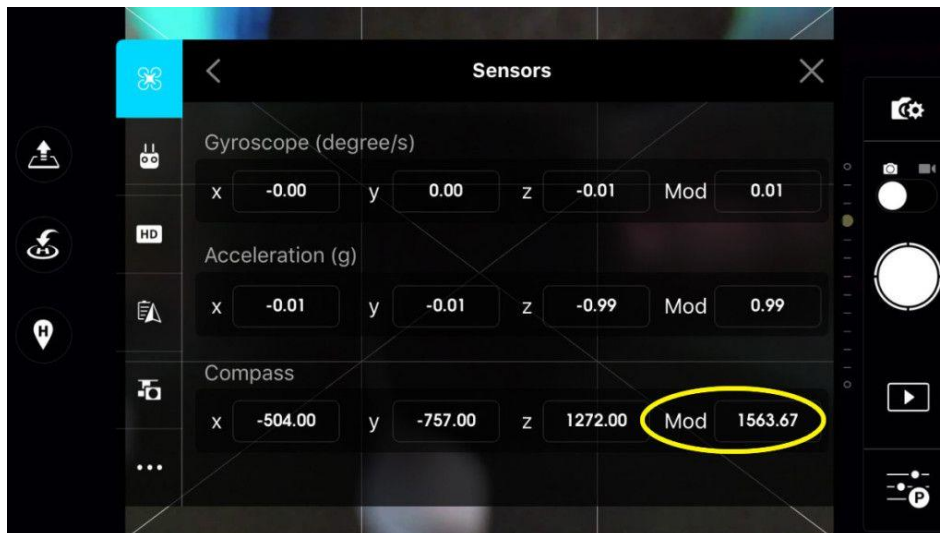 Sensors
Gyroscope (degree/s)
x -0.00 y 0.00 z -0.01 Mod 0.01
HD
Acceleration (g)
x -0.01 y -0.01 z -0.99 Mod 0.99
H
Compass
x -504.00 y -757.00 z 1272.00 Mod 1563.67
P